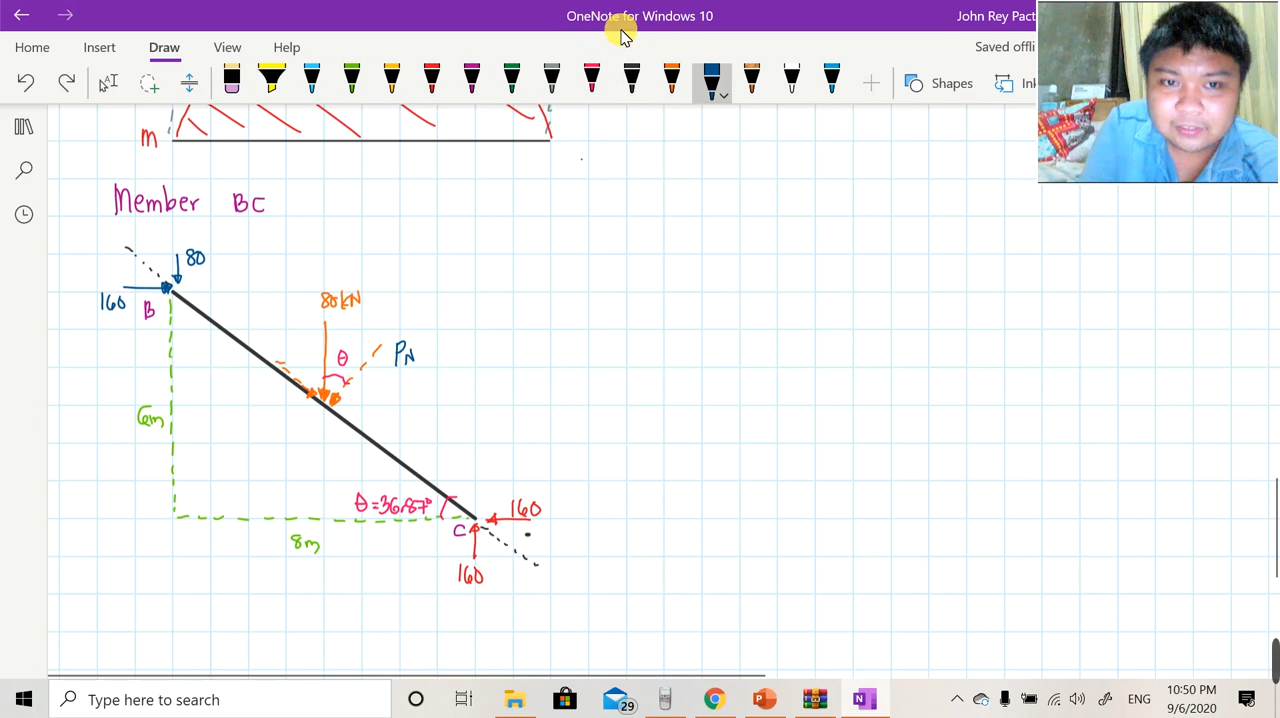 OneNote for Windows 10
John Rey Pact
Home
Insert
Draw
View
Help
Saved offli
Shapes
Ink
m
Member BC
80
160
B
80kN
θ
PN
6m
θ=36.87°
160
C
8m
160
Type here to search
29
ENG
10:50 PM
9/6/2020